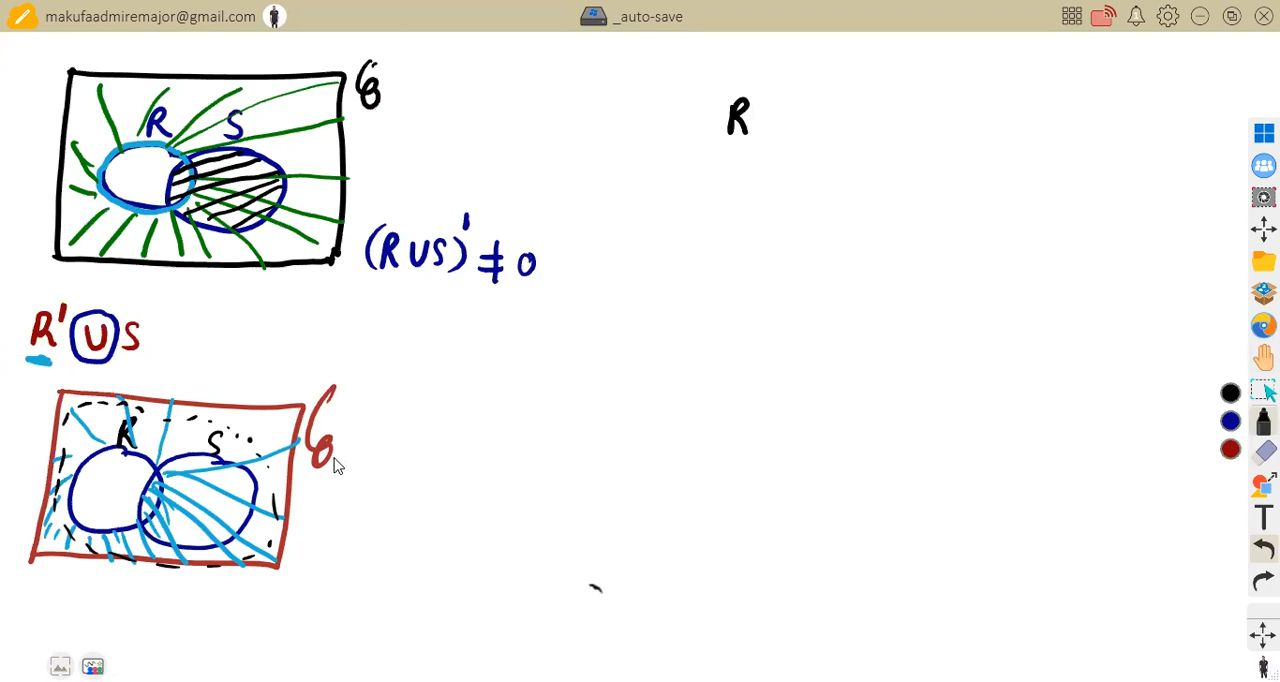 makufaadmiremajor@gmail.com
_auto-save
R S
R
(R U S)' ≠ 0
R' U S
R
S
T